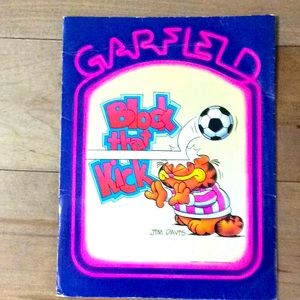 GARFIELD
Block
that
Kick
JIM DAVIS